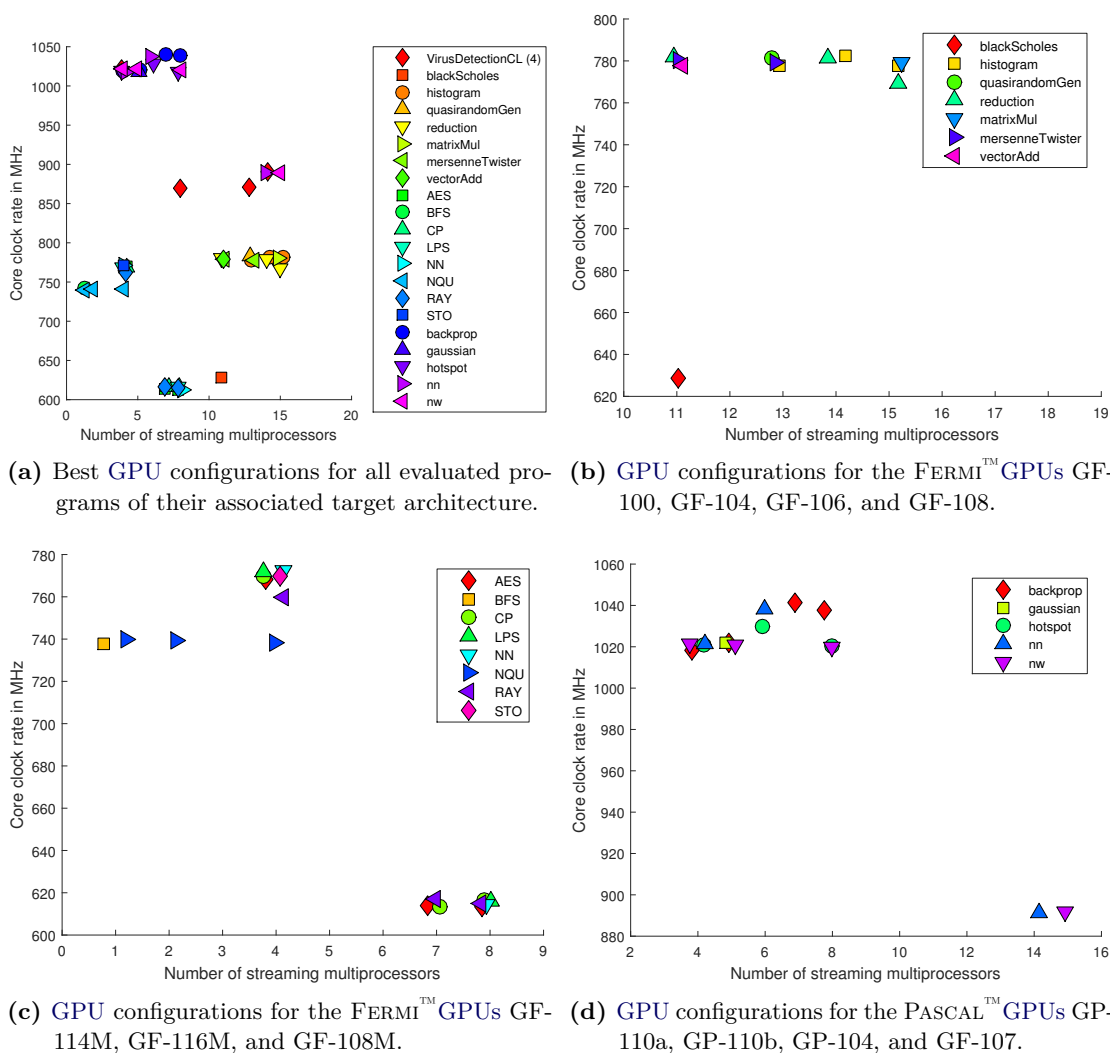 1050
1000
950
900
850
800
750
700
650
600
0
5
10
15
20
Core clock rate in MHz
Number of streaming multiprocessors
VirusDetectionCL (4)
blackScholes
histogram
quasirandomGen
reduction
matrixMul
mersenneTwister
vectorAdd
AES
BFS
CP
LPS
NN
NQU
RAY
STO
backprop
gaussian
hotspot
nn
nw
(a) Best GPU configurations for all evaluated pro-
grams of their associated target architecture.
800
780
760
740
720
700
680
660
640
620
10
11
12
13
14
15
16
17
18
19
Core clock rate in MHz
Number of streaming multiprocessors
blackScholes
histogram
quasirandomGen
reduction
matrixMul
mersenneTwister
vectorAdd
(b) GPU configurations for the FERMI™GPUs GF-
100, GF-104, GF-106, and GF-108.
780
760
740
720
700
680
660
640
620
600
0
1
2
3
4
5
6
7
8
9
Core clock rate in MHz
Number of streaming multiprocessors
AES
BFS
CP
LPS
NN
NQU
RAY
STO
(c) GPU configurations for the FERMI™GPUs GF-
114M, GF-116M, and GF-108M.
1060
1040
1020
1000
980
960
940
920
900
880
2
4
6
8
10
12
14
16
Core clock rate in MHz
Number of streaming multiprocessors
backprop
gaussian
hotspot
nn
nw
(d) GPU configurations for the PASCAL™GPUs GP-
110a, GP-110b, GP-104, and GF-107.